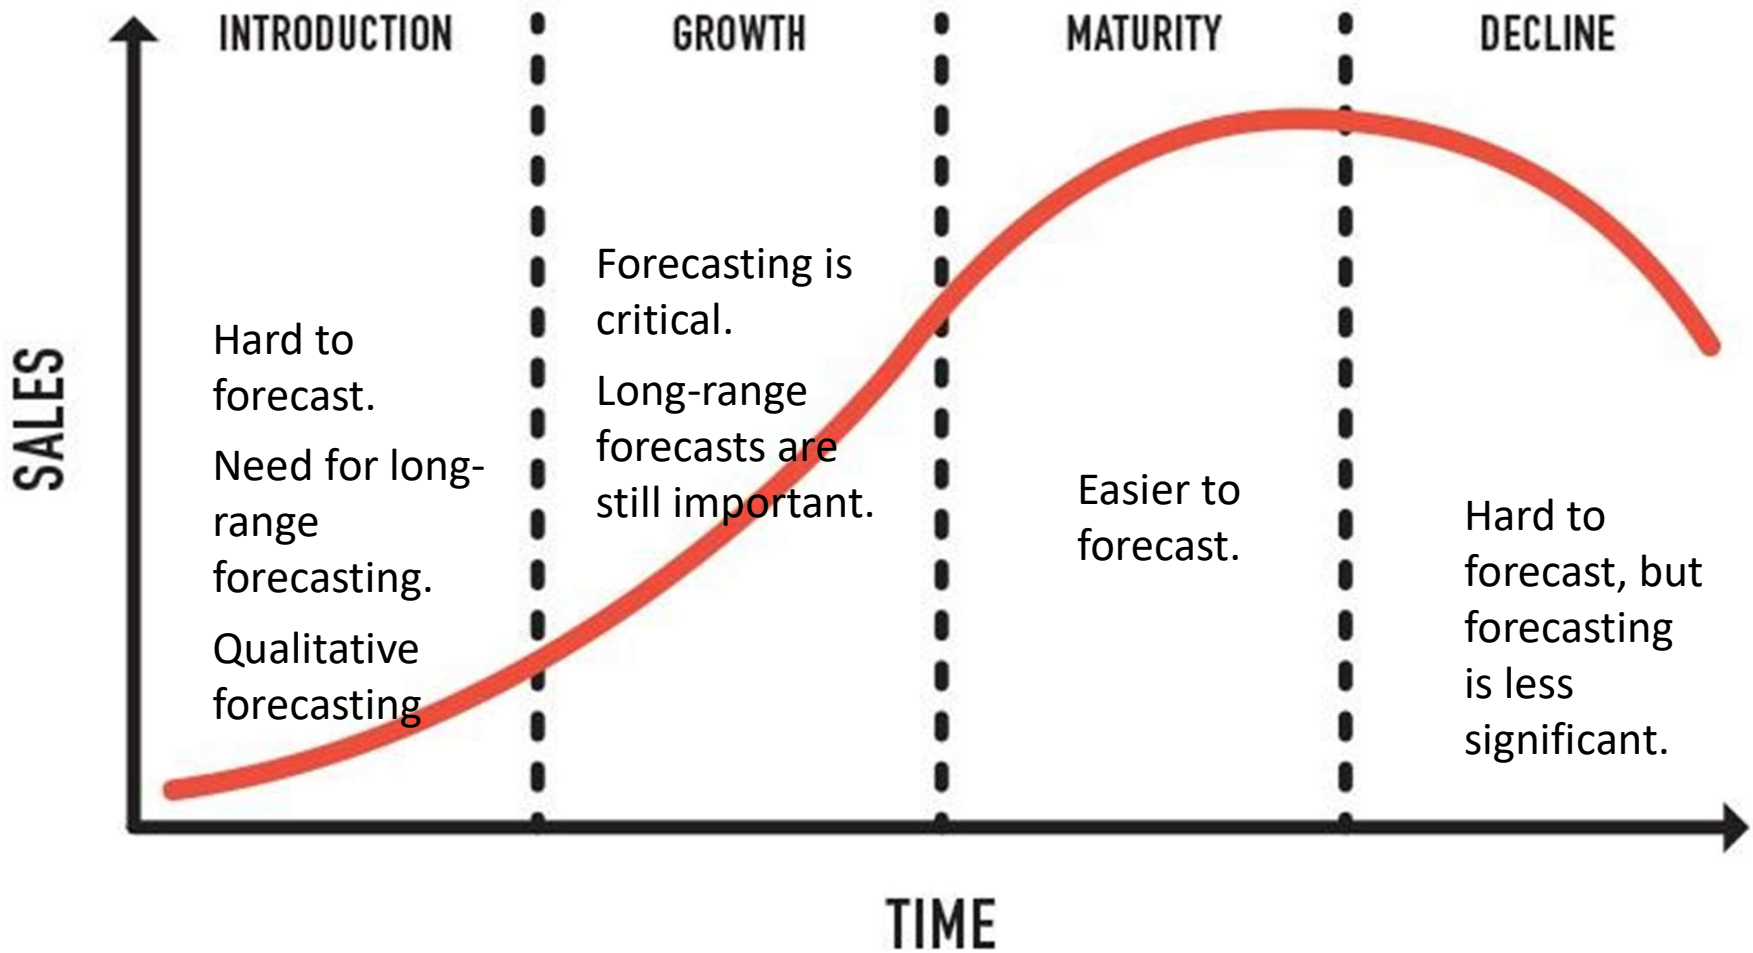 INTRODUCTION
GROWTH
MATURITY
DECLINE
SALES
Hard to
forecast.
Need for long-
range
forecasting.
Qualitative
forecasting
Forecasting is
critical.
Long-range
forecasts are
still important.
Easier to
forecast.
Hard to
forecast, but
forecasting
is less
significant.
TIME